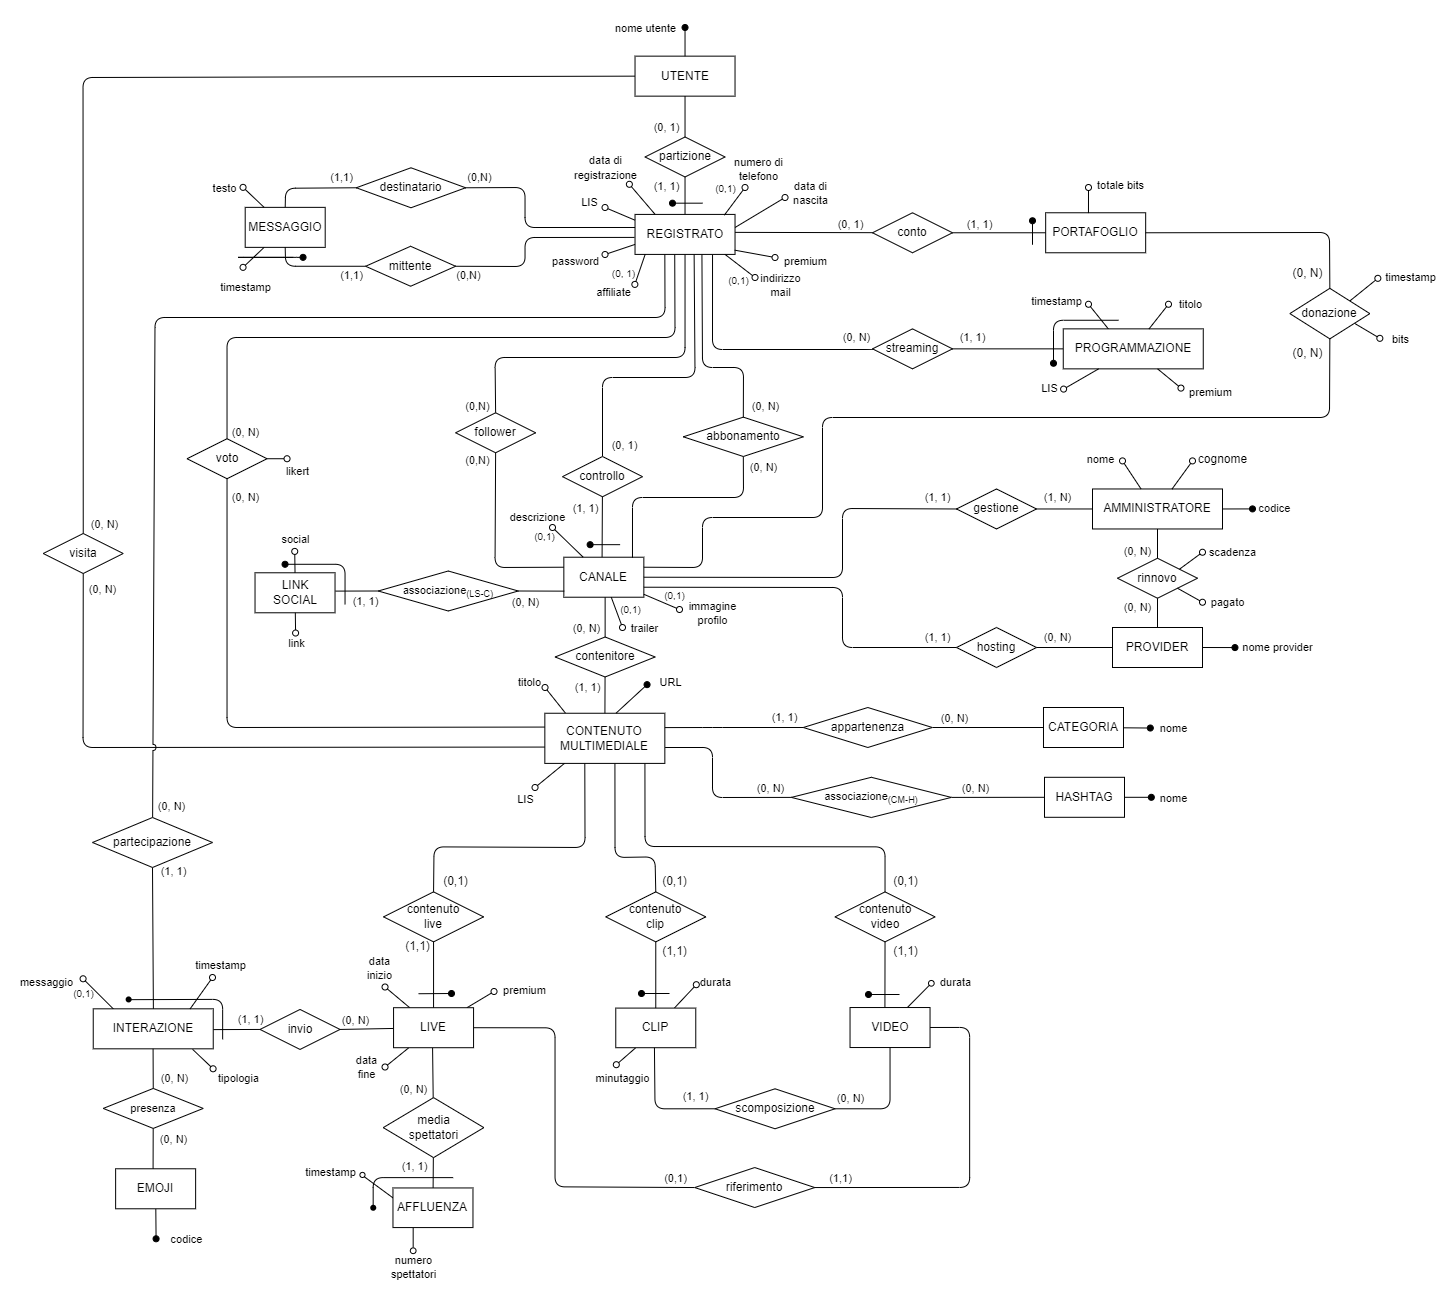 nome utente
UTENTE
(0, 1)
partizione
(1, 1)
data di
registrazione
numero di
telefono
(0,1)
data di
nascita
LIS
REGISTRATO
password
(0, 1)
affiliate
premium
(0,1)
indirizzo
mail
testo
(1,1)
destinatario
(0,N)
MESSAGGIO
(1,1)
mittente
(0,N)
timestamp
(0, 1)
conto
(1, 1)
totale bits
PORTAFOGLIO
(0, N)
timestamp
donazione
bits
(0, N)
(0, N)
streaming
(1, 1)
timestamp
titolo
PROGRAMMAZIONE
LIS
premium
(0, N)
voto
likert
(0, N)
(0,N)
follower
(0,N)
(0, 1)
controllo
(1, 1)
(0, N)
abbonamento
(0, N)
(0, N)
visita
(0, N)
nome
cognome
(1, 1)
gestione
(1, N)
AMMINISTRATORE
codice
(0, N)
scadenza
rinnovo
pagato
(0, N)
(1, 1)
hosting
(0, N)
PROVIDER
nome provider
descrizione
(0,1)
CANALE
(0,1)
immagine
profilo
(0,1)
trailer
social
LINK
SOCIAL
link
(1, 1)
associazione(LS-C)
(0, N)
(0, N)
contenitore
(1, 1)
titolo
URL
CONTENUTO
MULTIMEDIALE
LIS
(1, 1)
appartenenza
(0, N)
CATEGORIA
nome
(0, N)
associazione(CM-H)
(0, N)
HASHTAG
nome
(0, N)
partecipazione
(1, 1)
(0,1)
contenuto
live
(1,1)
(0,1)
contenuto
clip
(1,1)
(0,1)
contenuto
video
(1,1)
messaggio
(0,1)
timestamp
INTERAZIONE
tipologia
(1, 1)
invio
(0, N)
data
inizio
premium
LIVE
data
fine
durata
CLIP
minutaggio
durata
VIDEO
(0, N)
presenza
(0, N)
EMOJI
codice
(0, N)
media
spettatori
(1, 1)
timestamp
AFFLUENZA
numero
spettatori
(1, 1)
scomposizione
(0, N)
(0,1)
riferimento
(1,1)